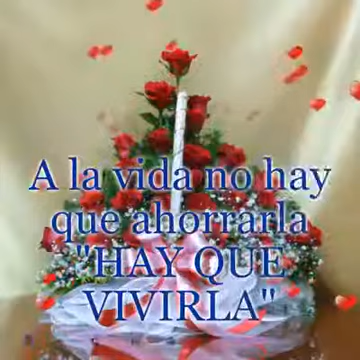 A la vida no hay
que ahorrarla
"HAY QUE
VIVIRLA"